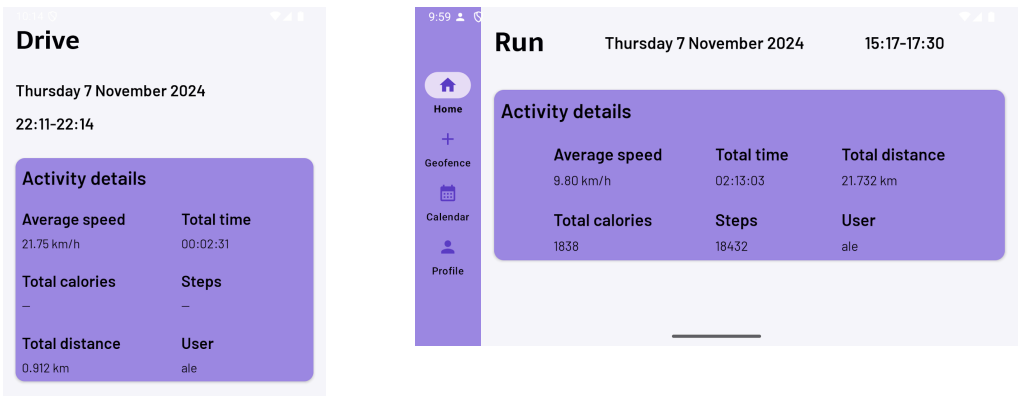 Drive
Thursday 7 November 2024
22:11-22:14
Activity details
Average speed Total time
21.75 km/h 00:02:31
Total calories Steps
— —
Total distance User
0.912 km ale
9:59
Home
Geofence
Calendar
Profile
Run Thursday 7 November 2024 15:17-17:30
Activity details
Average speed Total time Total distance
9.80 km/h 02:13:03 21.732 km
Total calories Steps User
1838 18432 ale